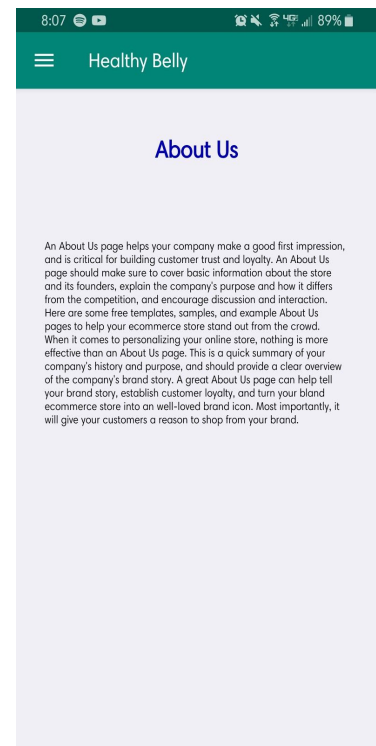 8:07 89%
Healthy Belly
About Us
An About Us page helps your company make a good first impression,
and is critical for building customer trust and loyalty. An About Us
page should make sure to cover basic information about the store
and its founders, explain the company's purpose and how it differs
from the competition, and encourage discussion and interaction.
Here are some free templates, samples, and example About Us
pages to help your ecommerce store stand out from the crowd.
When it comes to personalizing your online store, nothing is more
effective than an About Us page. This is a quick summary of your
company's history and purpose, and should provide a clear overview
of the company's brand story. A great About Us page can help tell
your brand story, establish customer loyalty, and turn your bland
ecommerce store into an well-loved brand icon. Most importantly, it
will give your customers a reason to shop from your brand.